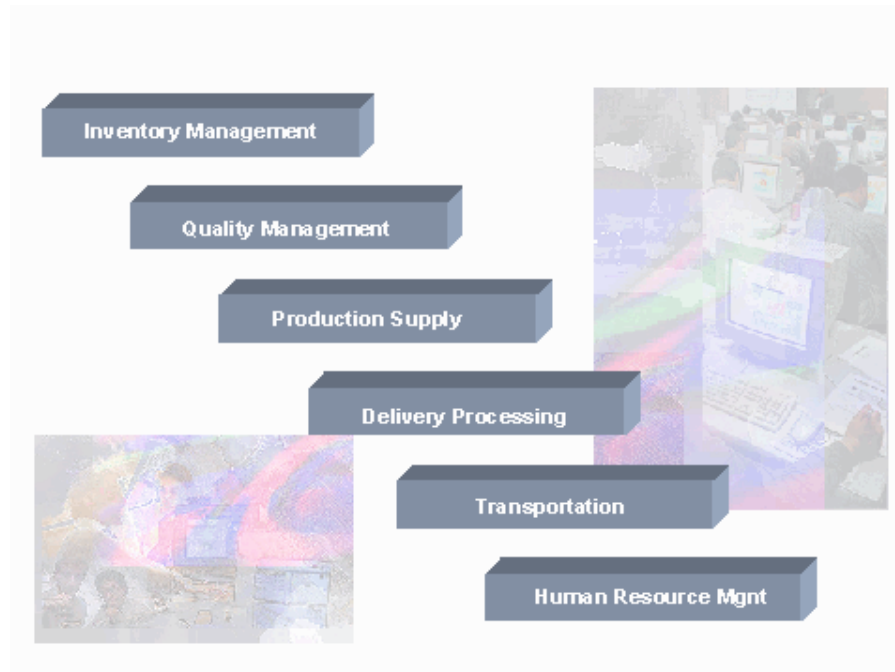 Inventory Management
Quality Management
Production Supply
Delivery Processing
Transportation
Human Resource Mgnt